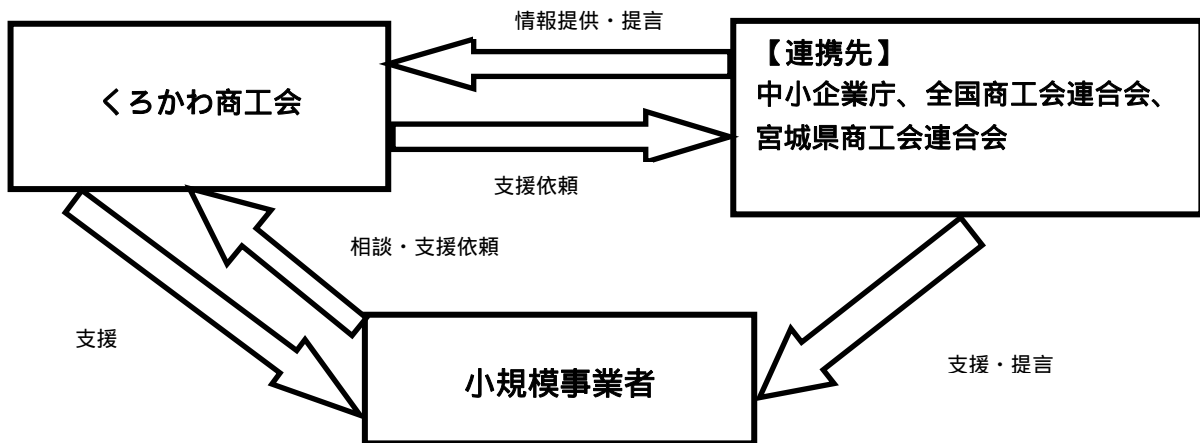 情報提供・提言
くろかわ商工会
【連携先】
中小企業庁、全国商工会連合会、
宮城県商工会連合会
支援依頼
相談・支援依頼
支援
小規模事業者
支援・提言